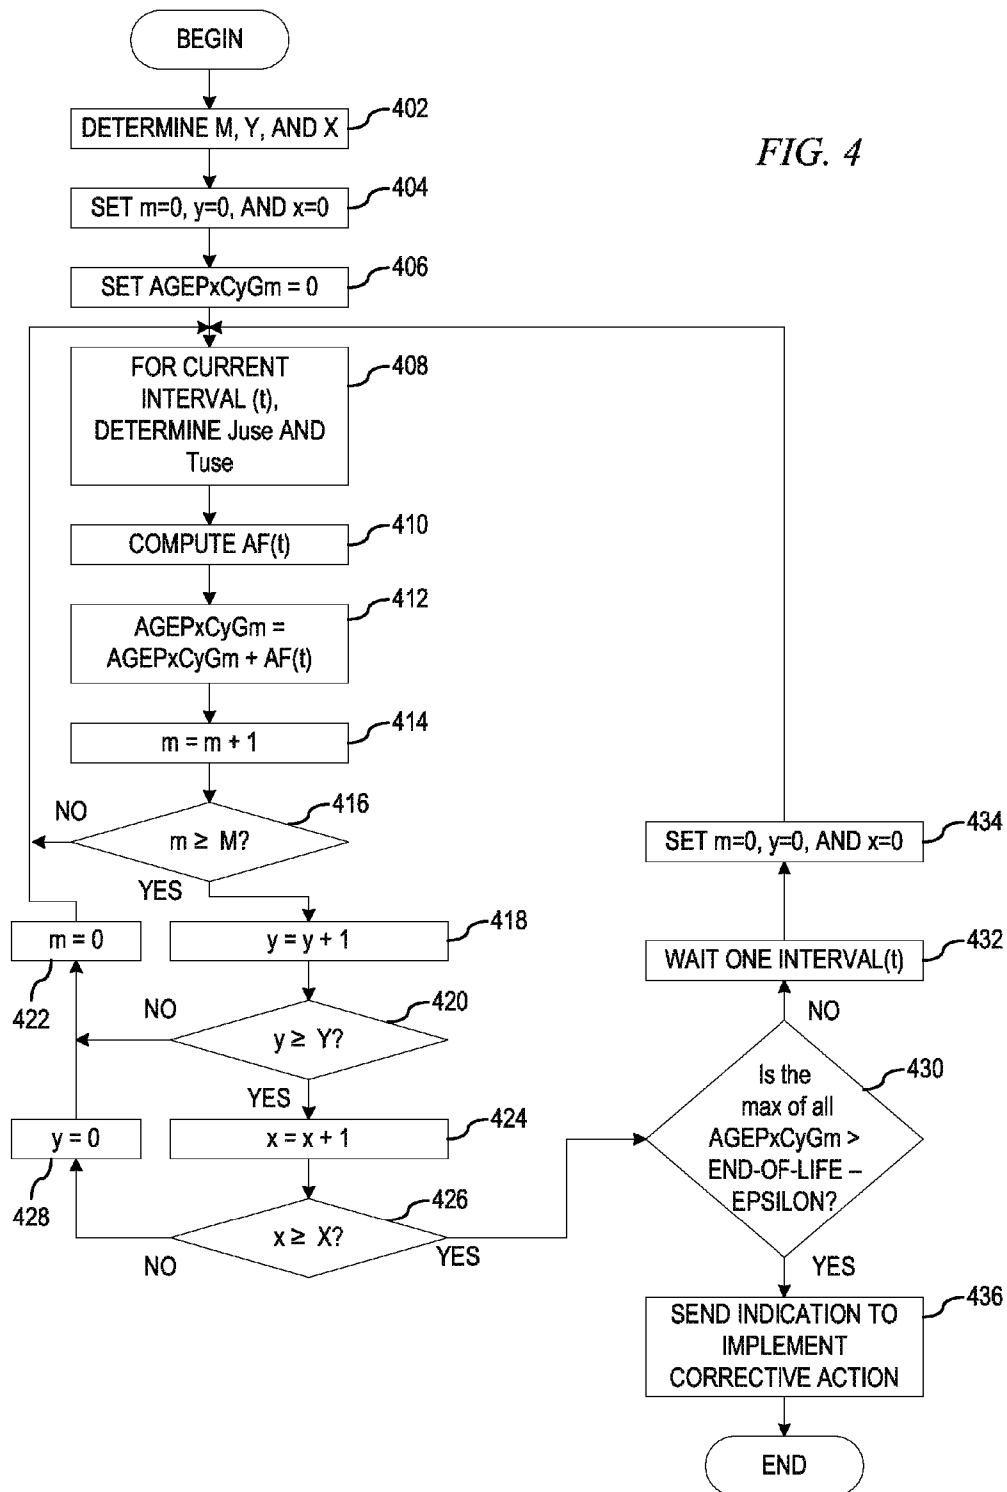 BEGIN
402
DETERMINE M, Y, AND X
FIG. 4
404
SET m=0, y=0, AND x=0
406
SET AGEPxCyGm = 0
408
FOR CURRENT
INTERVAL (t),
DETERMINE Juse AND
Tuse
410
COMPUTE AF(t)
412
AGEPxCyGm =
AGEPxCyGm + AF(t)
414
m = m + 1
416
NO
m ≥ M?
YES
418
y = y + 1
m = 0
422
420
NO
y ≥ Y?
YES
424
x = x + 1
y = 0
428
426
x ≥ X?
NO
YES
434
SET m=0, y=0, AND x=0
432
WAIT ONE INTERVAL(t)
NO
430
Is the
max of all
AGEPxCyGm >
END-OF-LIFE –
EPSILON?
YES
436
SEND INDICATION TO
IMPLEMENT
CORRECTIVE ACTION
END